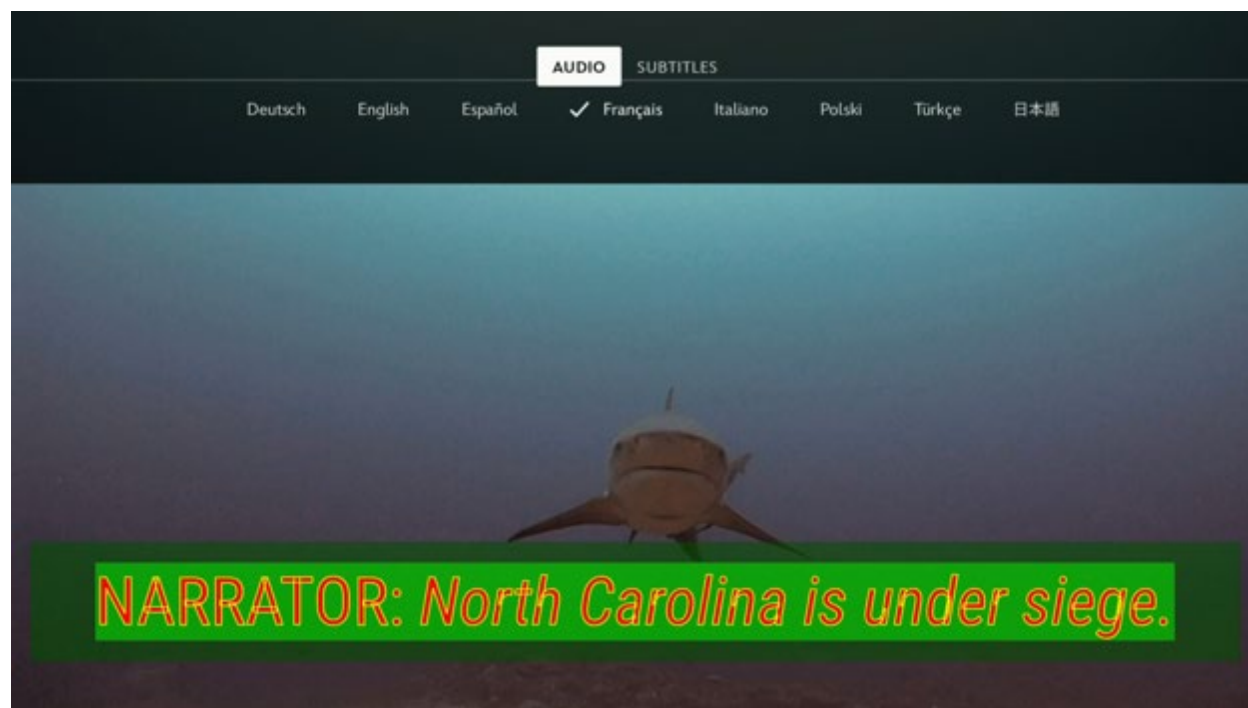 AUDIO SUBTITLES
Deutsch English Español ✓ Français Italiano Polski Türkçe 日本語
NARRATOR: North Carolina is under siege.